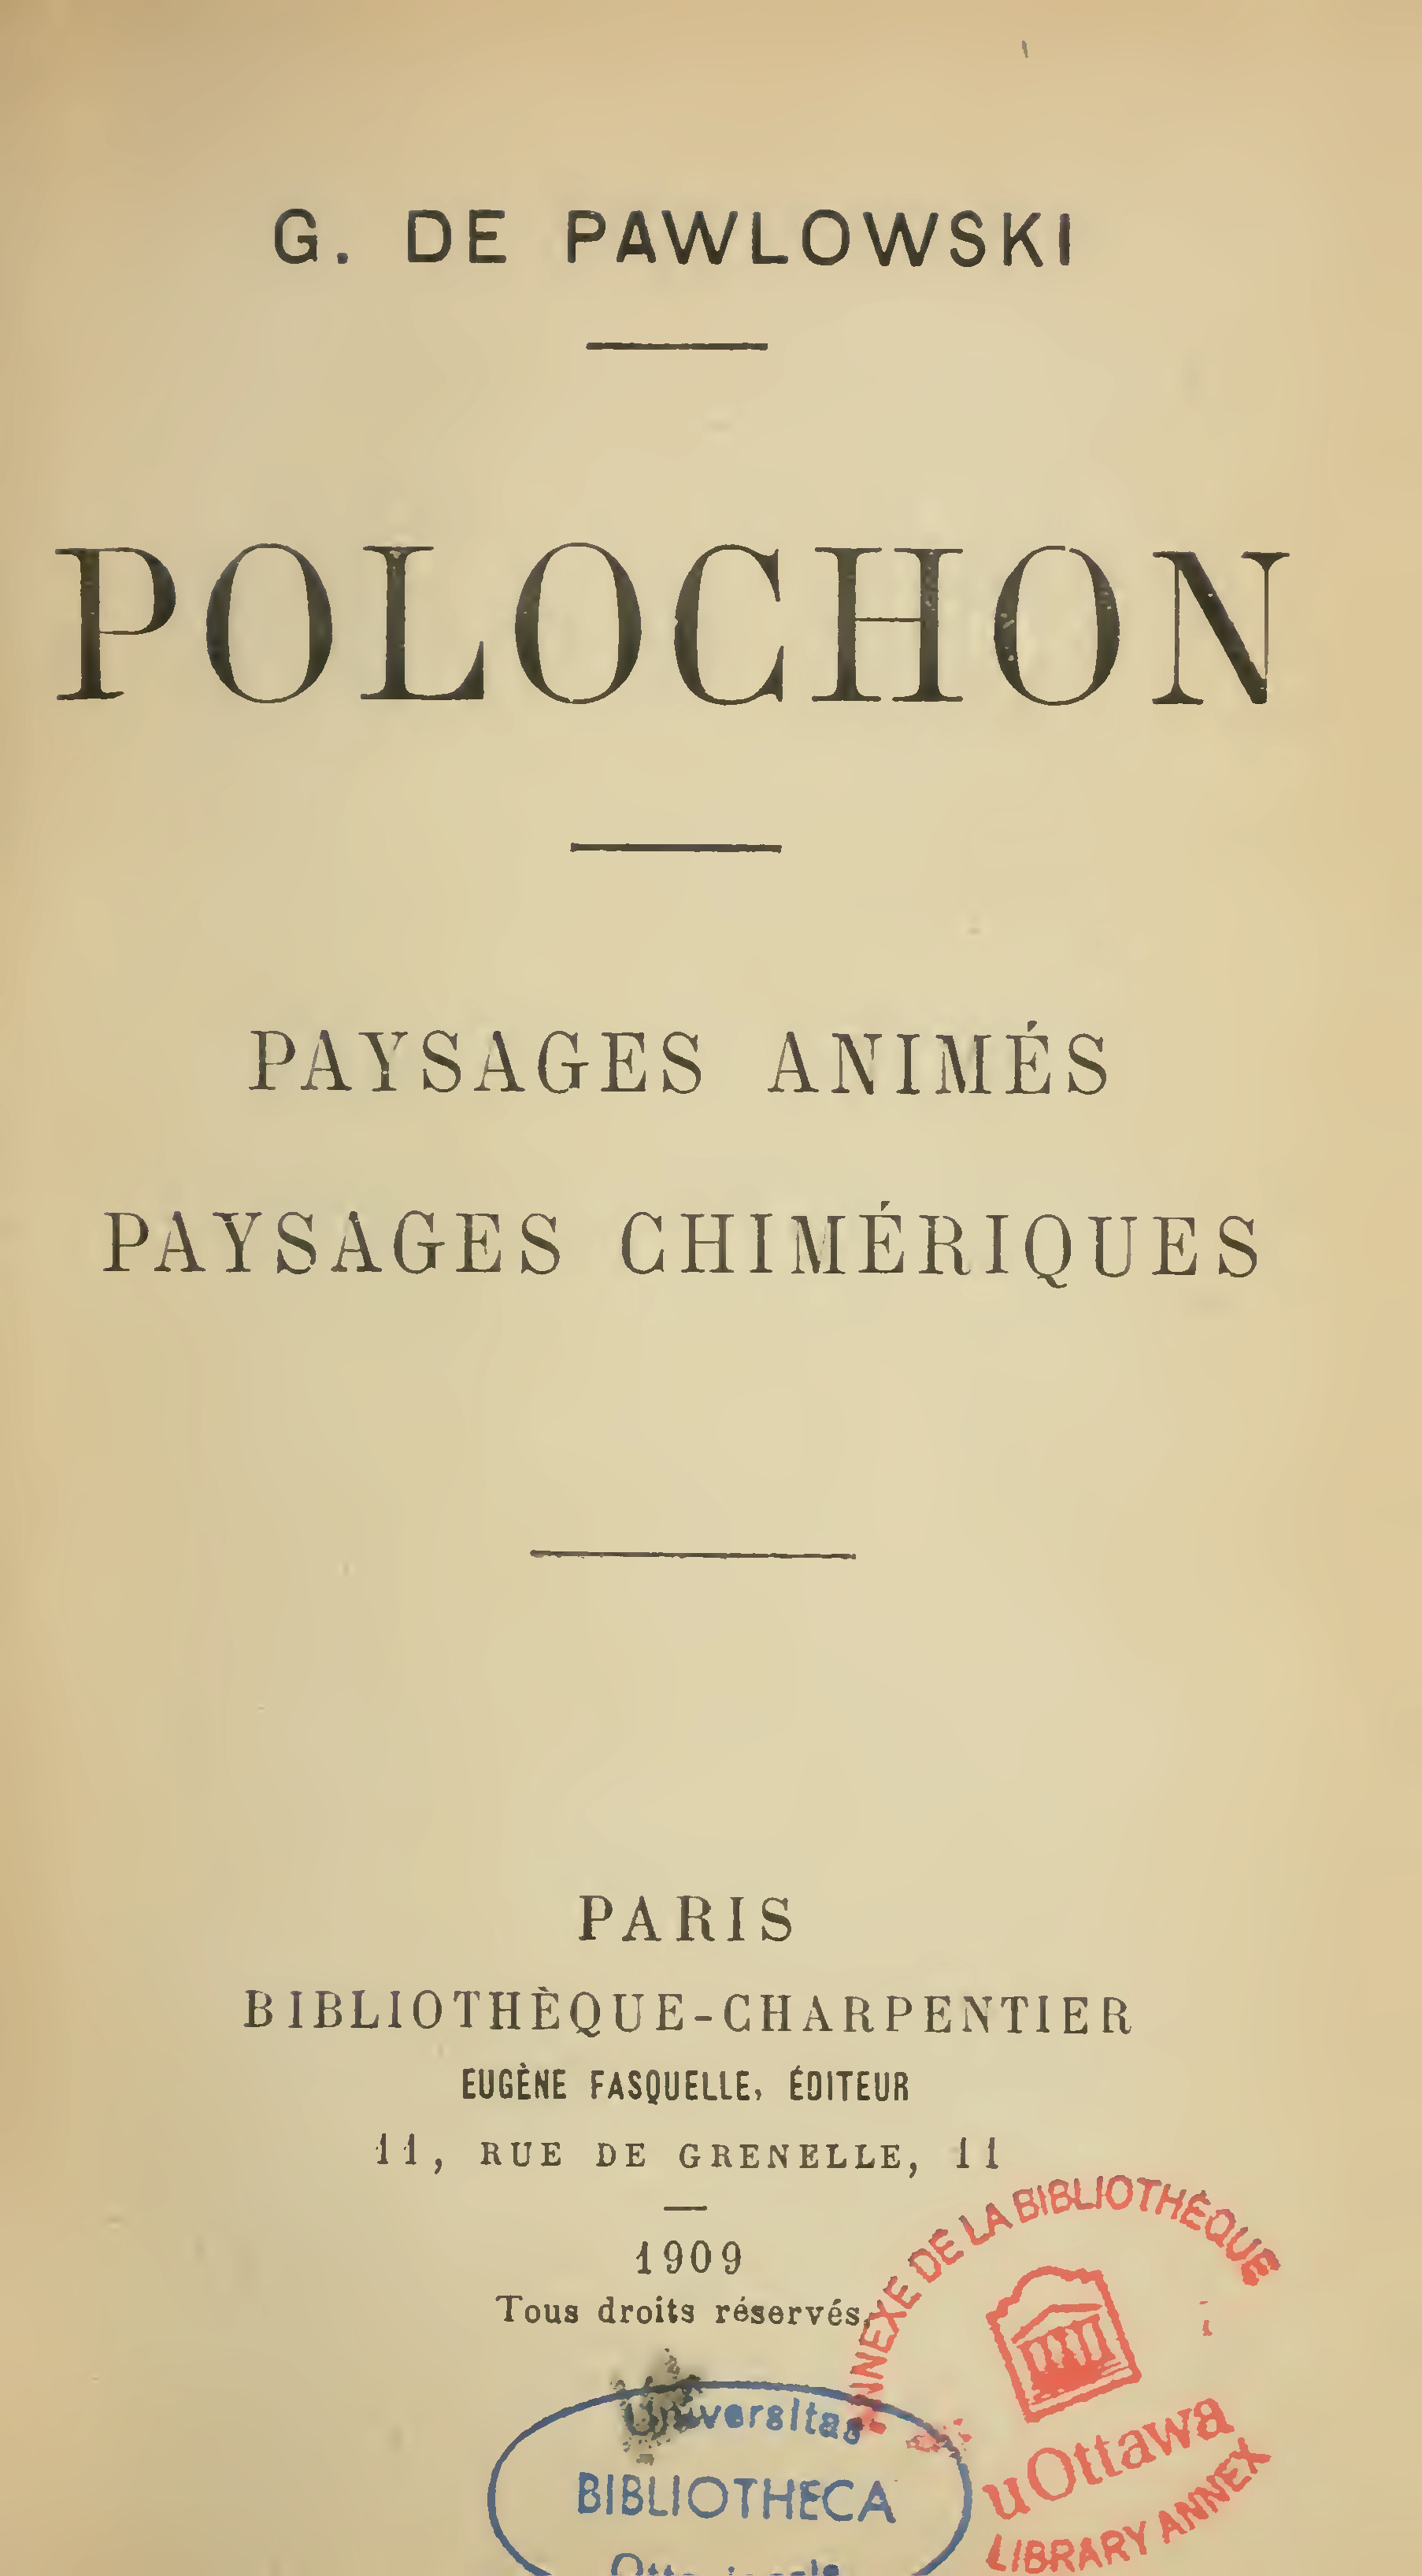 G. DE PAWLOWSKI
POLOCHON
PAYSAGES ANIMÉS
PAYSAGES CHIMÉRIQUES
PARIS
BIBLIOTHÈQUE-CHARPENTIER
EUGÈNE FASQUELLE, ÉDITEUR
11, RUE DE GRENELLE, 11
1909
Tous droits réservés.
ANNEXE DE LA BIBLIOTHÈQUE
uOttawa
LIBRARY ANNEX
Universitas
BIBLIOTHECA